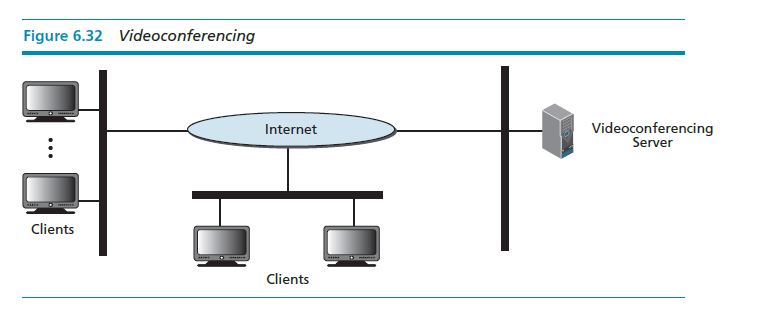 Figure 6.32 Videoconferencing
Internet
Videoconferencing
Server
Clients
Clients